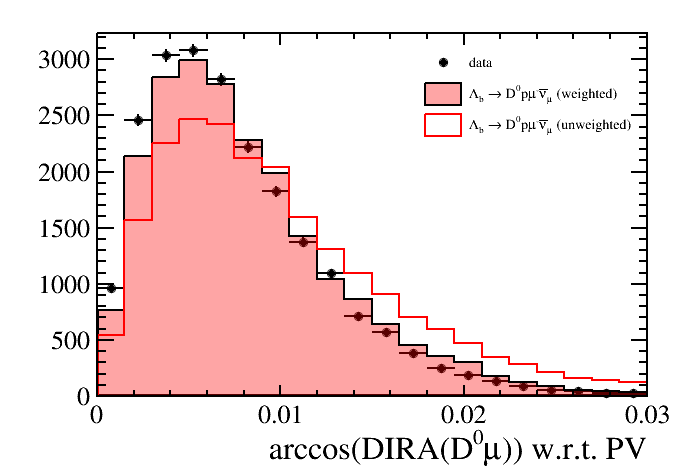 3000
2500
2000
1500
1000
500
0
data
Λb → D⁰pμ ν̅μ (weighted)
Λb → D⁰pμ ν̅μ (unweighted)
0 0.01 0.02 0.03
arccos(DIRA(D⁰μ)) w.r.t. PV